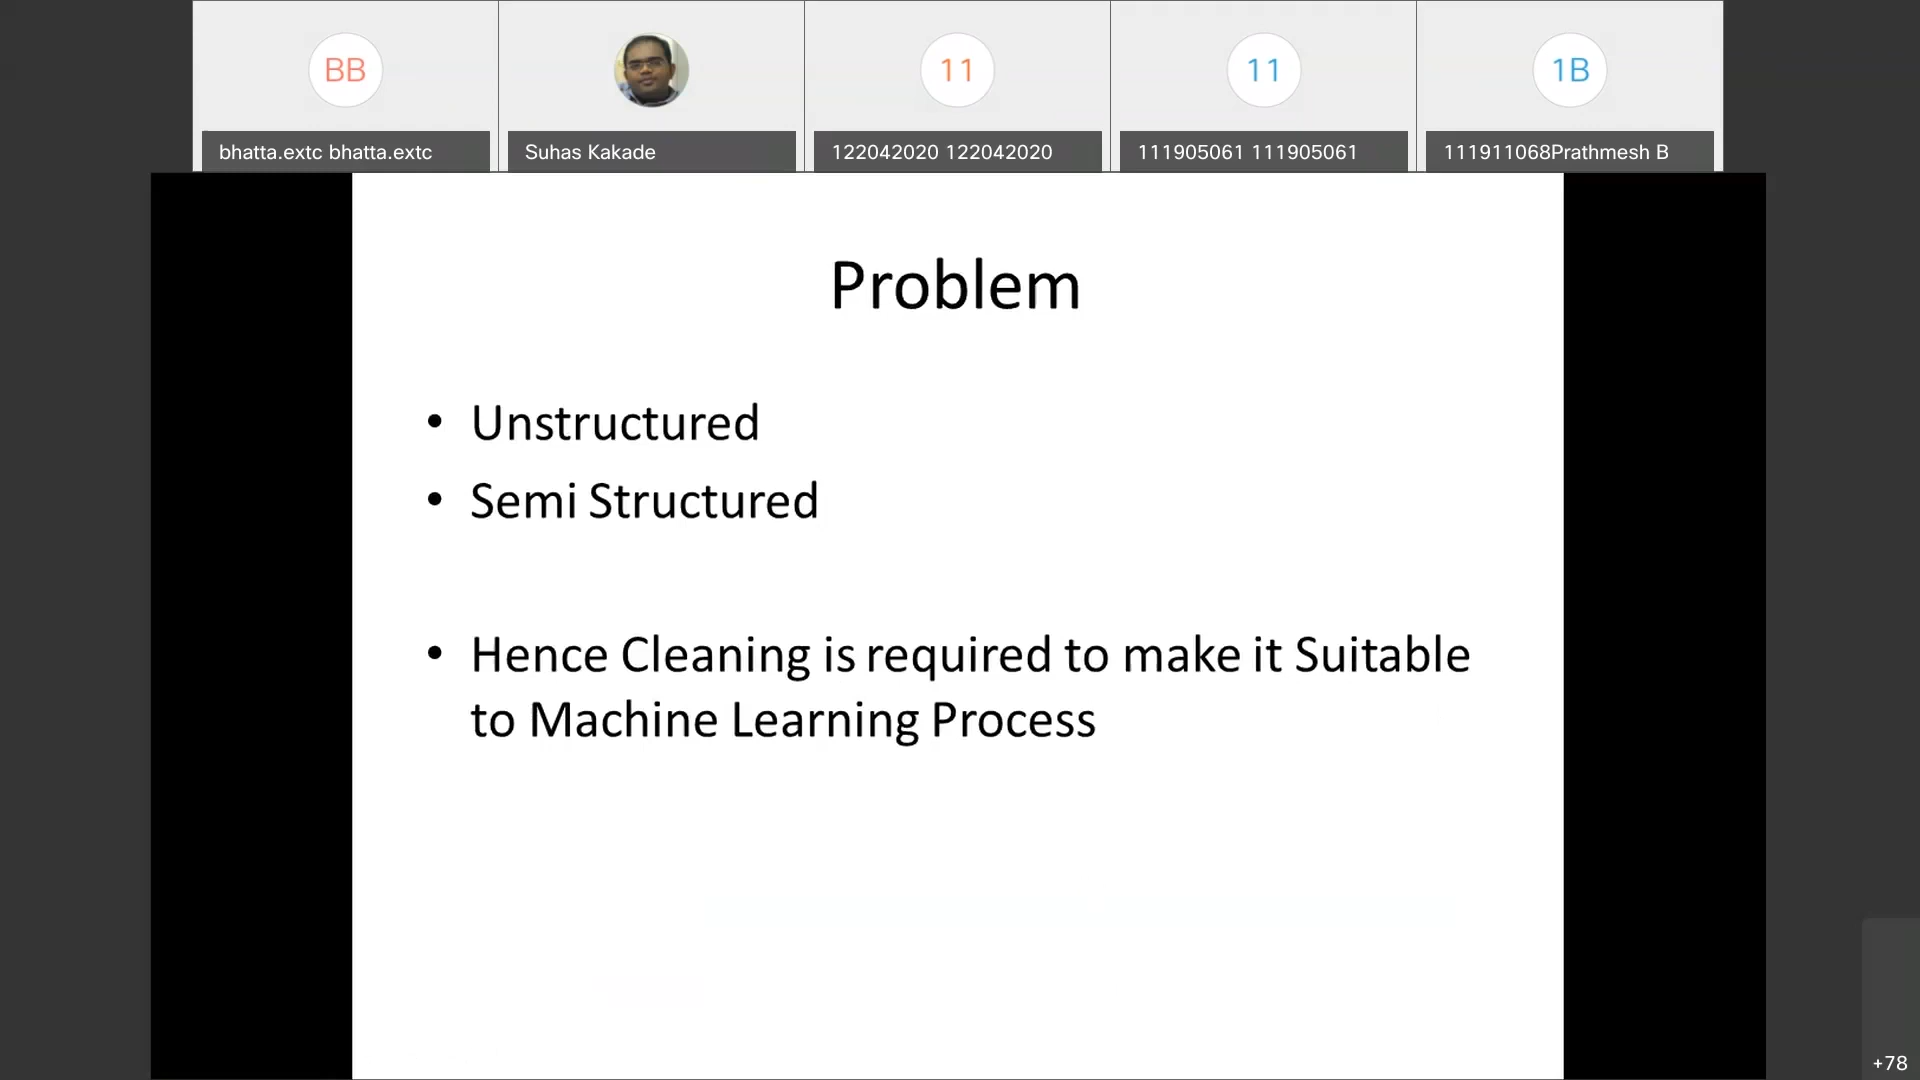 BB
11
11
1B
bhatta.extc bhatta.extc
Suhas Kakade
122042020 122042020
111905061 111905061
111911068Prathmesh B
Problem
• Unstructured
• Semi Structured
• Hence Cleaning is required to make it Suitable
to Machine Learning Process
+78